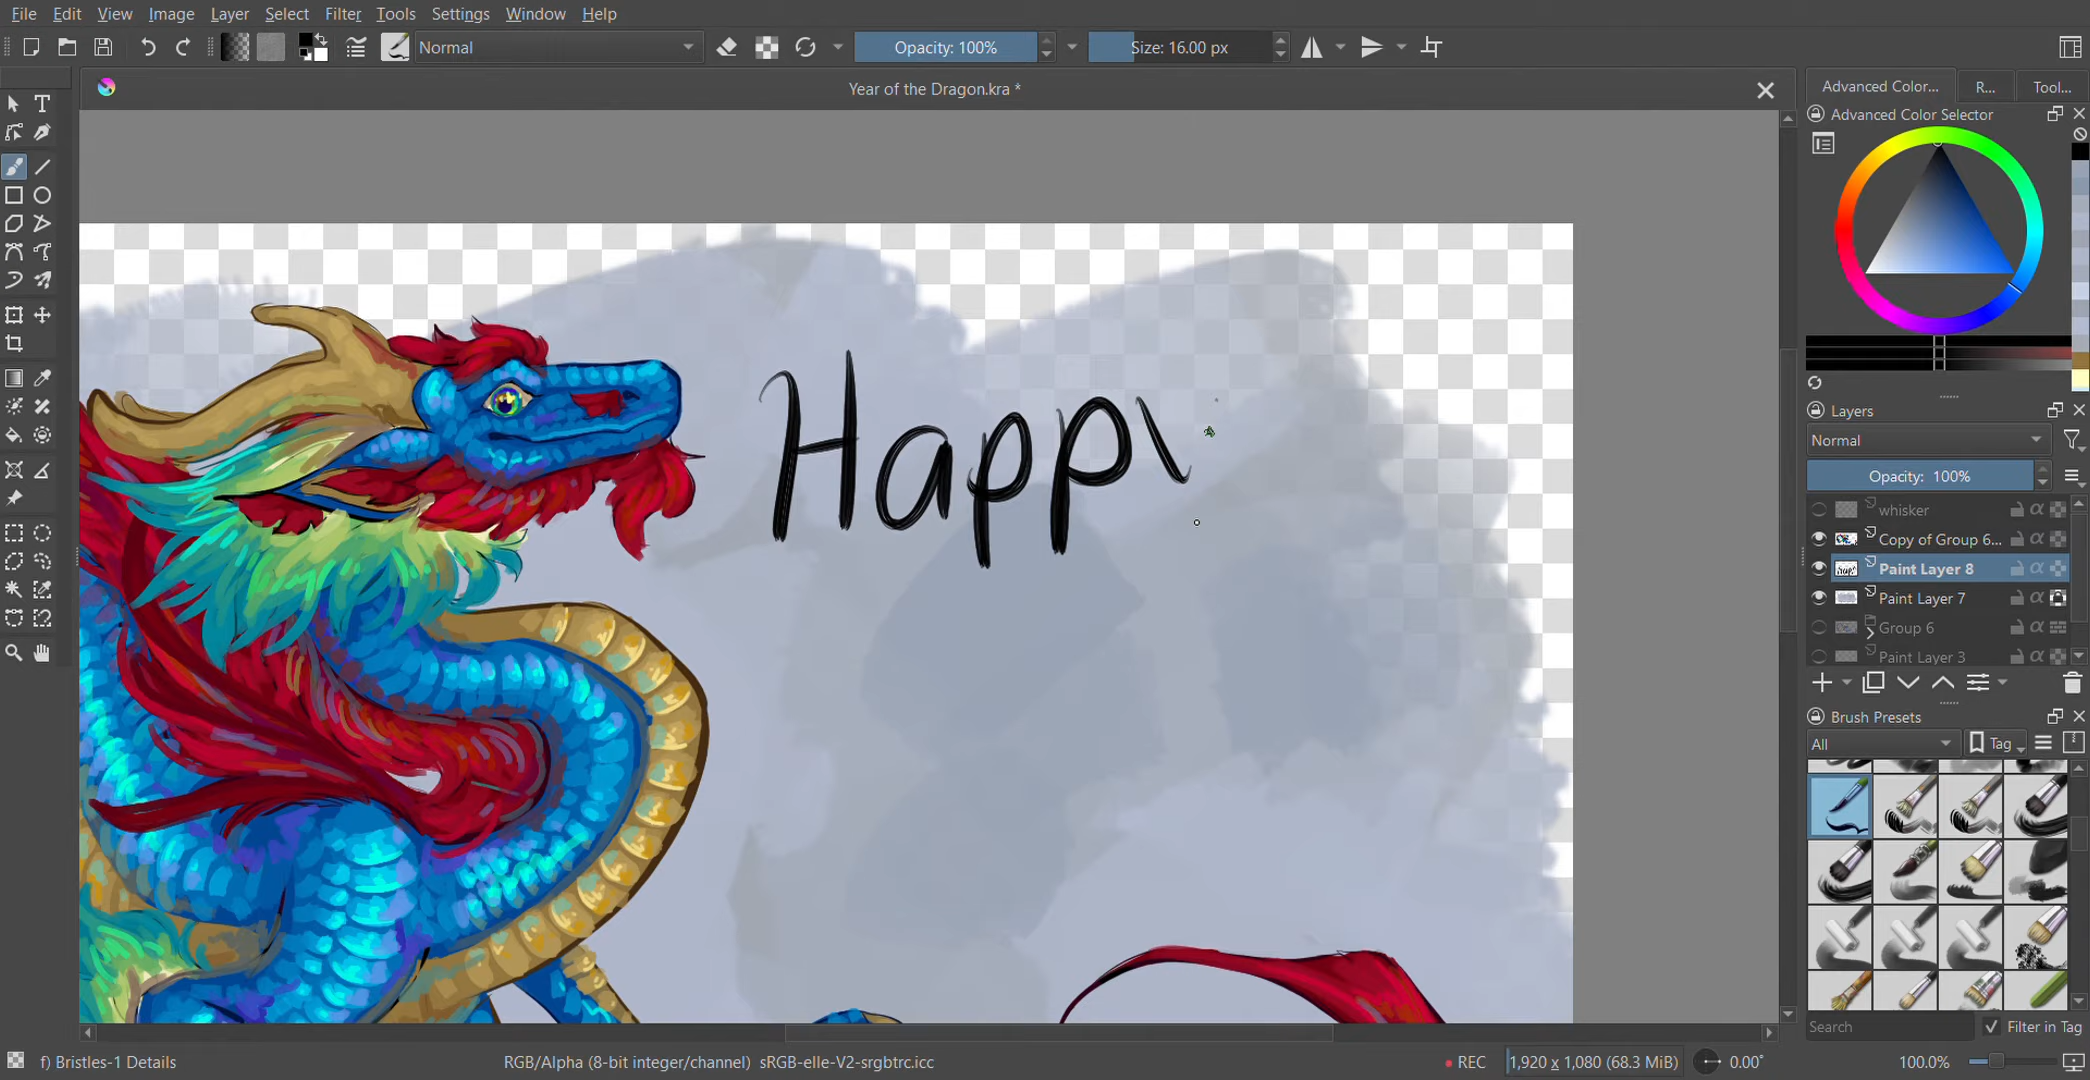 File Edit View Image Layer Select Filter Tools Settings Window Help
Normal Opacity: 100% Size: 16.00 px
Year of the Dragon.kra *
Advanced Color... R... Tool...
Advanced Color Selector
Happ
Layers
Normal
Opacity: 100%
whisker
Copy of Group 6...
Paint Layer 8
Paint Layer 7
Group 6
Paint Layer 3
Brush Presets
All Tag
Search Filter in Tag
f) Bristles-1 Details RGB/Alpha (8-bit integer/channel) sRGB-elle-V2-srgbtrc.icc REC 1,920 x 1,080 (68.3 MiB) 0.00° 100.0%